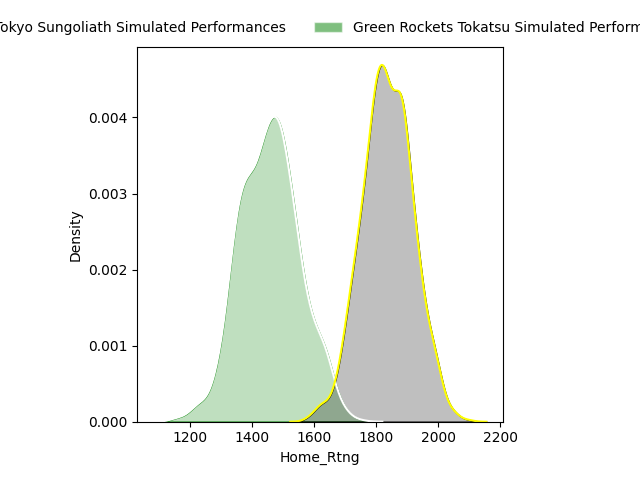 Tokyo Sungoliath Simulated Performances Green Rockets Tokatsu Simulated Perform
0.004
0.003
Density
0.002
0.001
0.000
1200 1400 1600 1800 2000 2200
Home_Rtng